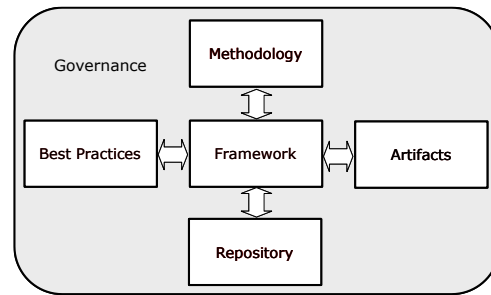 Methodology
Governance
Best Practices
Framework
Artifacts
Repository